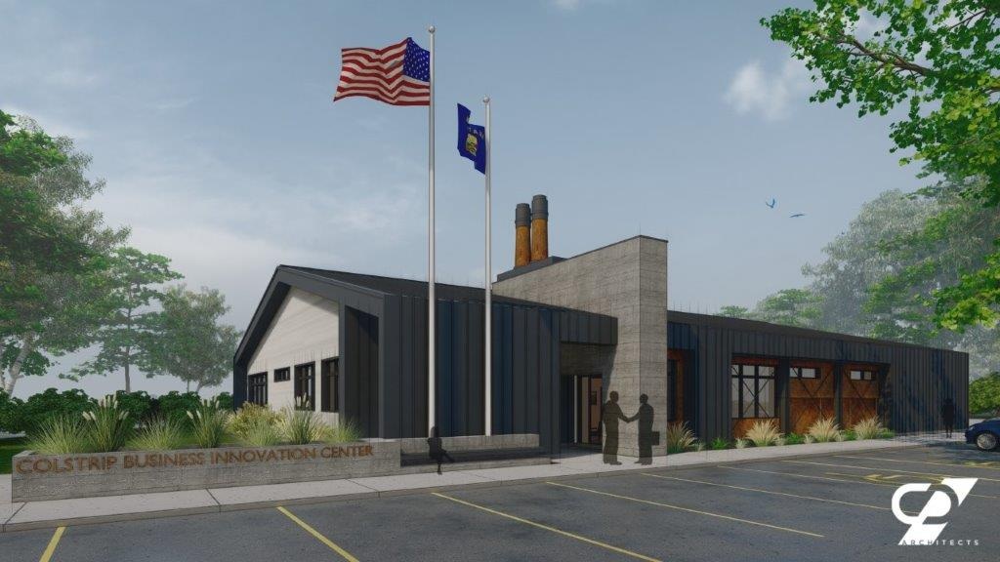 COLSTRIP BUSINESS INNOVATION CENTER
ARCHITECTS